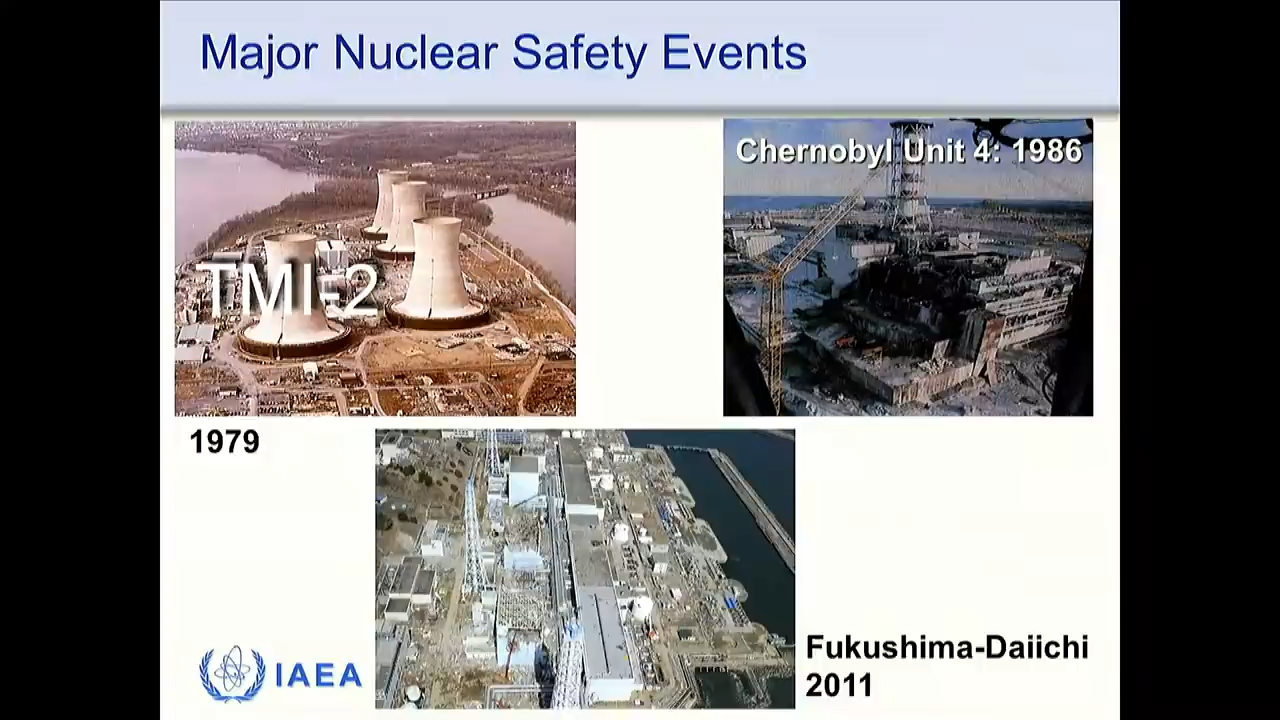 Major Nuclear Safety Events
TMI-2
Chernobyl Unit 4: 1986
1979
Fukushima-Daiichi
2011
IAEA